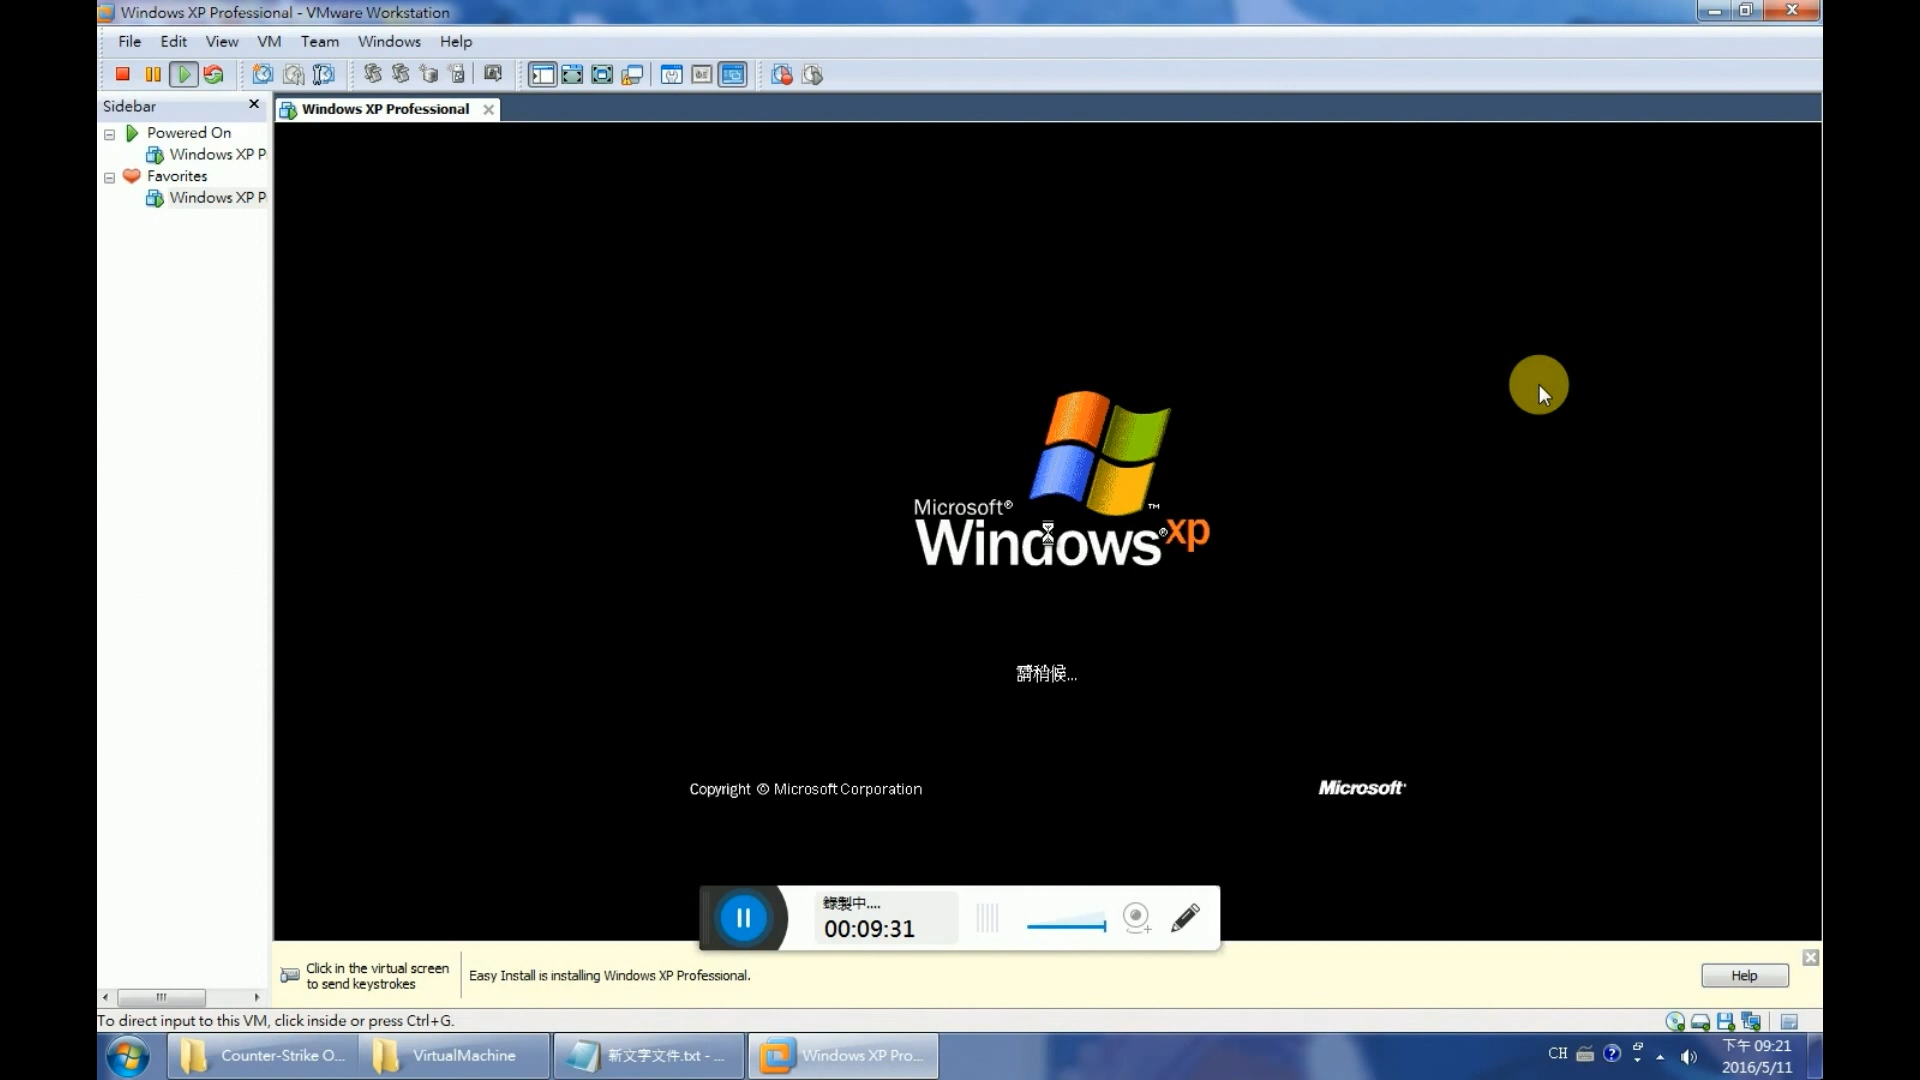 Windows XP Professional - VMware Workstation
File Edit View VM Team Windows Help
Sidebar
Windows XP Professional
Powered On
Windows XP P
Favorites
Windows XP P
Microsoft®
Windows®xp
TM
請稍候...
Copyright © Microsoft Corporation
Microsoft®
錄製中....
00:09:31
Click in the virtual screen
to send keystrokes
Easy Install is installing Windows XP Professional.
Help
To direct input to this VM, click inside or press Ctrl+G.
Counter-Strike O...
VirtualMachine
新文字文件.txt - ...
Windows XP Pro...
CH
下午 09:21
2016/5/11